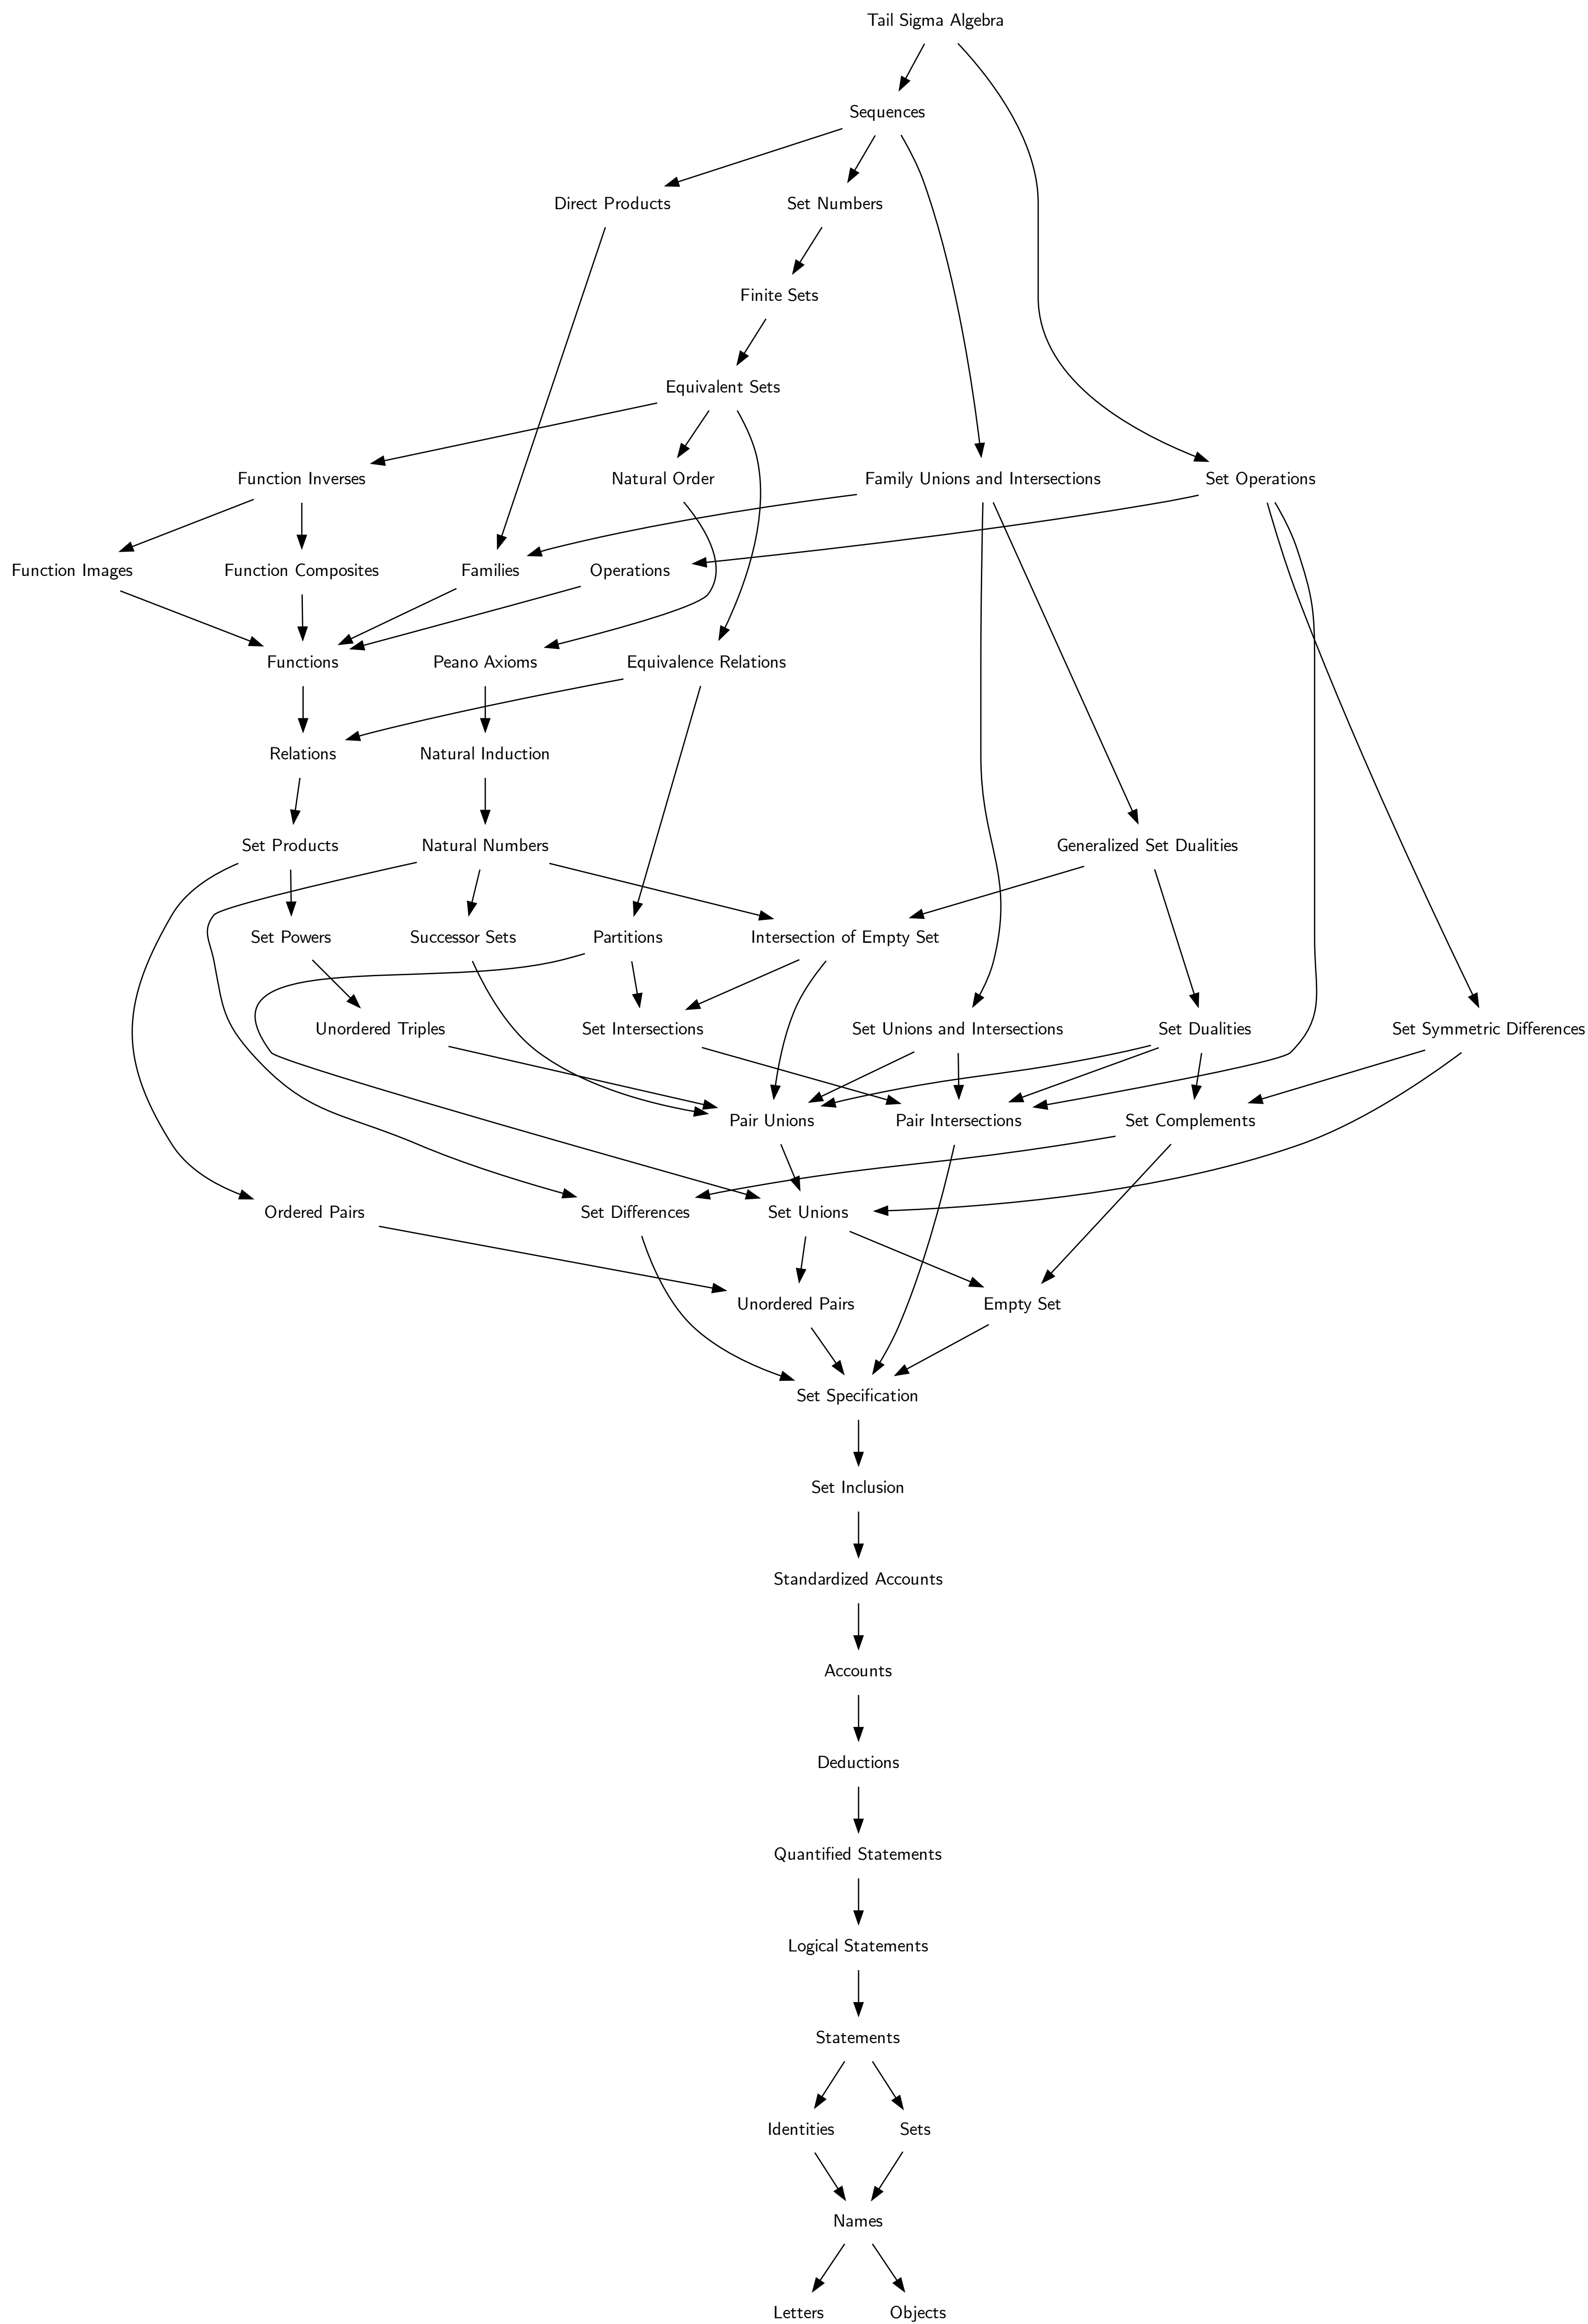 Tail Sigma Algebra
Sequences
Direct Products
Set Numbers
Finite Sets
Equivalent Sets
Function Inverses
Natural Order
Family Unions and Intersections
Set Operations
Function Images
Function Composites
Families
Operations
Functions
Peano Axioms
Equivalence Relations
Relations
Natural Induction
Set Products
Natural Numbers
Generalized Set Dualities
Set Powers
Successor Sets
Partitions
Intersection of Empty Set
Unordered Triples
Set Intersections
Set Unions and Intersections
Set Dualities
Set Symmetric Differences
Pair Unions
Pair Intersections
Set Complements
Ordered Pairs
Set Differences
Set Unions
Unordered Pairs
Empty Set
Set Specification
Set Inclusion
Standardized Accounts
Accounts
Deductions
Quantified Statements
Logical Statements
Statements
Identities
Sets
Names
Letters
Objects